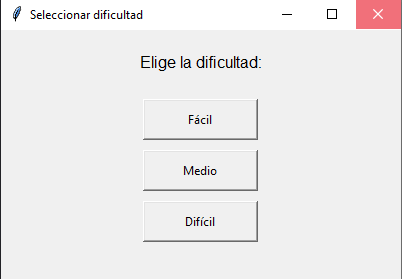 Seleccionar dificultad
Elige la dificultad:
Fácil
Medio
Difícil